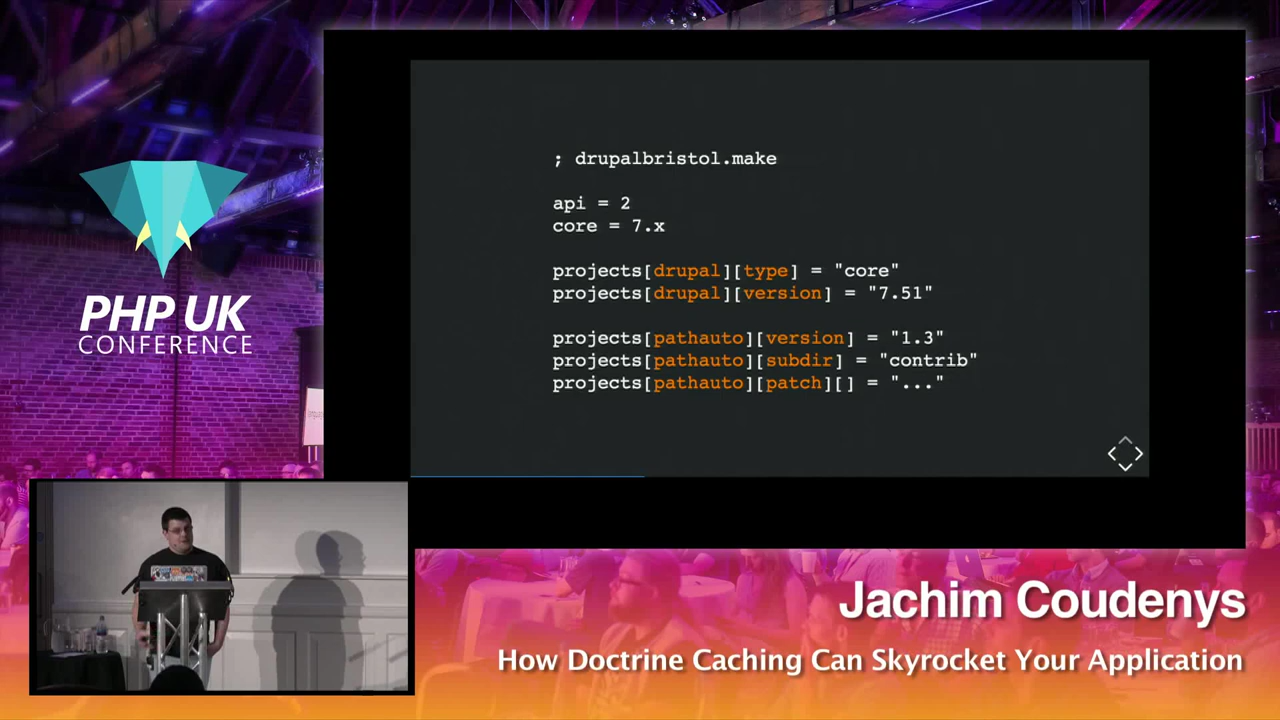 ; drupalbristol.make
api = 2
core = 7.x
projects[drupal][type] = "core"
projects[drupal][version] = "7.51"
projects[pathauto][version] = "1.3"
projects[pathauto][subdir] = "contrib"
projects[pathauto][patch][] = "..."
PHP UK
CONFERENCE
Jachim Coudenys
How Doctrine Caching Can Skyrocket Your Application